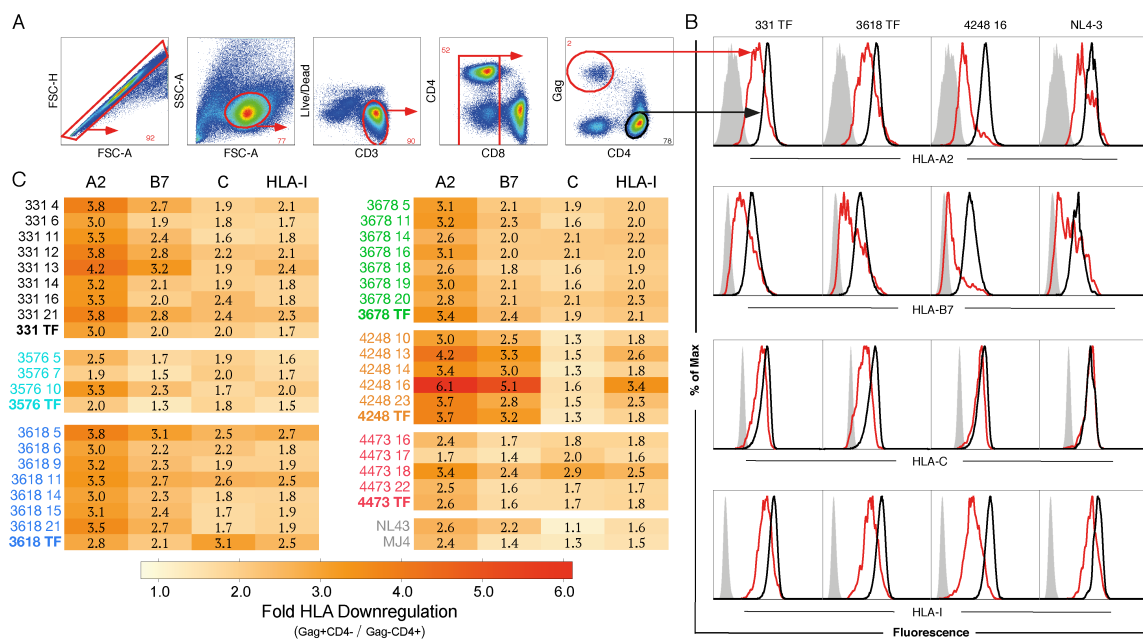 A
FSC-H
92
FSC-A
SSC-A
77
FSC-A
Live/Dead
90
CD3
52
CD4
CD8
2
Gag
78
CD4
B
331 TF 3618 TF 4248 16 NL4-3
HLA-A2
HLA-B7
HLA-C
HLA-I
% of Max
Fluorescence
C
A2 B7 C HLA-I
331 4 3.8 2.7 1.9 2.1
331 6 3.0 1.9 1.8 1.7
331 11 3.3 2.4 1.6 1.8
331 12 3.8 2.8 2.2 2.1
331 13 4.2 3.2 1.9 2.4
331 14 3.2 2.1 1.9 1.8
331 16 3.3 2.0 2.4 1.8
331 21 3.8 2.8 2.4 2.3
331 TF 3.0 2.0 2.0 1.7
3576 5 2.5 1.7 1.9 1.6
3576 7 1.9 1.5 2.0 1.7
3576 10 3.3 2.3 1.7 2.0
3576 TF 2.0 1.3 1.8 1.5
3618 5 3.8 3.1 2.5 2.7
3618 6 3.0 2.2 2.2 1.8
3618 9 3.2 2.3 1.9 1.9
3618 11 3.3 2.7 2.6 2.5
3618 14 3.0 2.3 1.8 1.8
3618 15 3.1 2.4 1.7 1.9
3618 21 3.5 2.7 1.7 1.9
3618 TF 2.8 2.1 3.1 2.5
A2 B7 C HLA-I
3678 5 3.1 2.1 1.9 2.0
3678 11 3.2 2.3 1.6 2.0
3678 14 2.6 2.0 2.1 2.2
3678 16 3.1 2.0 2.1 2.0
3678 18 2.6 1.8 1.6 1.9
3678 19 3.0 2.1 1.6 2.0
3678 20 2.8 2.1 2.1 2.3
3678 TF 3.4 2.4 1.9 2.1
4248 10 3.0 2.5 1.3 1.8
4248 13 4.2 3.3 1.5 2.6
4248 14 3.4 3.0 1.3 1.8
4248 16 6.1 5.1 1.6 3.4
4248 23 3.7 2.8 1.5 2.3
4248 TF 3.7 3.2 1.3 1.8
4473 16 2.4 1.7 1.8 1.8
4473 17 1.7 1.4 2.0 1.6
4473 18 3.4 2.4 2.9 2.5
4473 22 2.5 1.6 1.7 1.7
4473 TF 2.6 1.6 1.7 1.8
NL43 2.6 2.2 1.1 1.6
MJ4 2.4 1.4 1.3 1.5
1.0 2.0 3.0 4.0 5.0 6.0
Fold HLA Downregulation
(Gag+CD4- / Gag-CD4+)